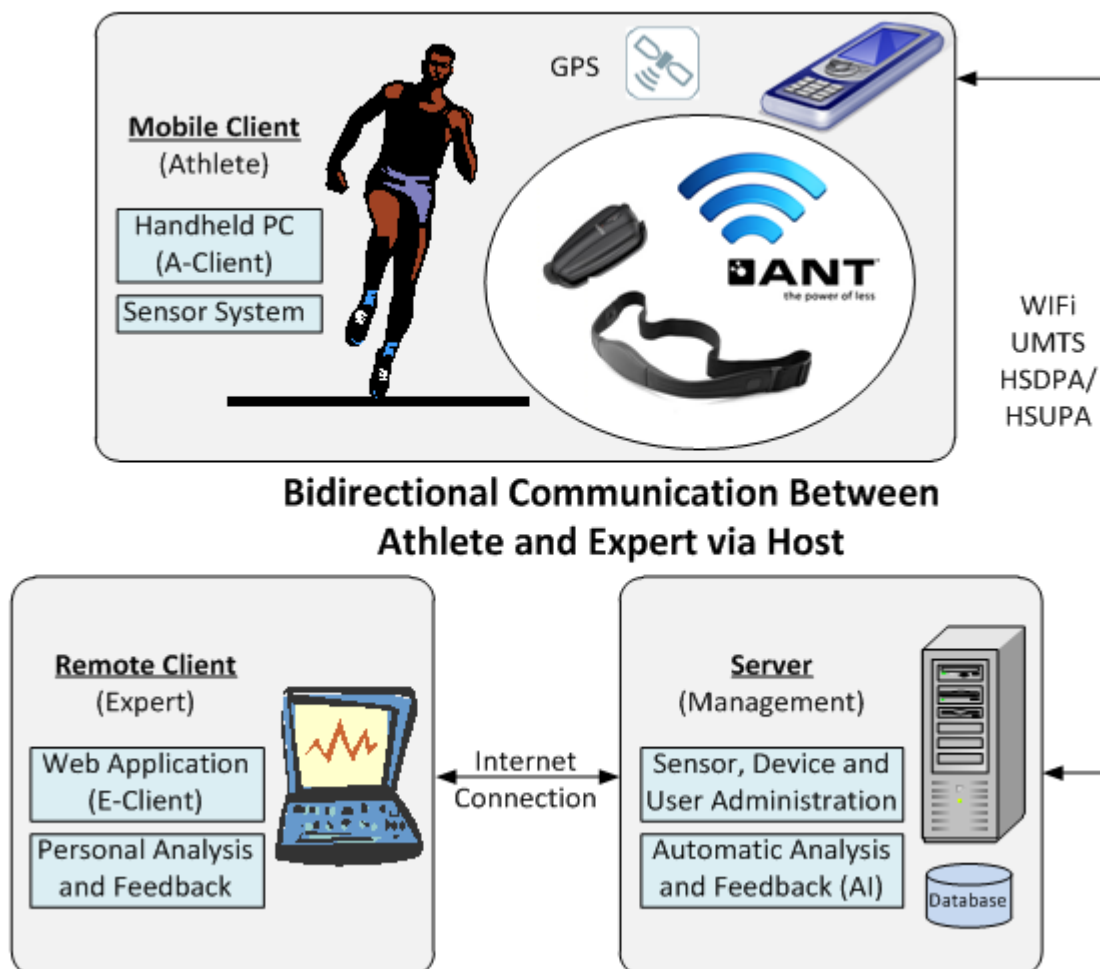 GPS
Mobile Client
(Athlete)
Handheld PC
(A-Client)
Sensor System
ANT
the power of less
WIFi
UMTS
HSDPA/
HSUPA
Bidirectional Communication Between
Athlete and Expert via Host
Remote Client
(Expert)
Web Application
(E-Client)
Personal Analysis
and Feedback
Internet
Connection
Server
(Management)
Sensor, Device and
User Administration
Automatic Analysis
and Feedback (AI)
Database